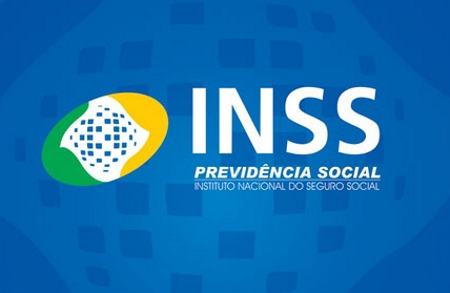 INSS
PREVIDÊNCIA SOCIAL
INSTITUTO NACIONAL DO SEGURO SOCIAL